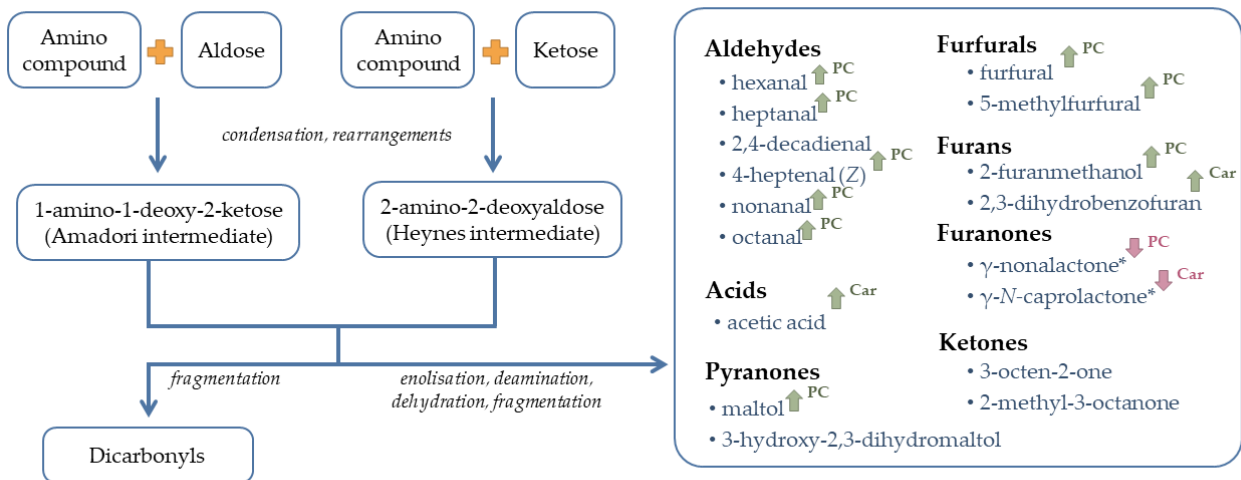 Amino
compound
Aldose
Amino
compound
Ketose
condensation, rearrangements
1-amino-1-deoxy-2-ketose
(Amadori intermediate)
2-amino-2-deoxyaldose
(Heynes intermediate)
fragmentation
enolisation, deamination,
dehydration, fragmentation
Dicarbonyls
Aldehydes
• hexanal PC
• heptanal PC
• 2,4-decadienal
• 4-heptenal (Z) PC
• nonanal PC
• octanal PC
Acids
• acetic acid Car
Pyranones
• maltol PC
• 3-hydroxy-2,3-dihydromaltol
Furfurals
• furfural PC
• 5-methylfurfural PC
Furans
• 2-furanmethanol PC
• 2,3-dihydrobenzofuran Car
Furanones
• γ-nonalactone* PC
• γ-N-caprolactone* Car
Ketones
• 3-octen-2-one
• 2-methyl-3-octanone